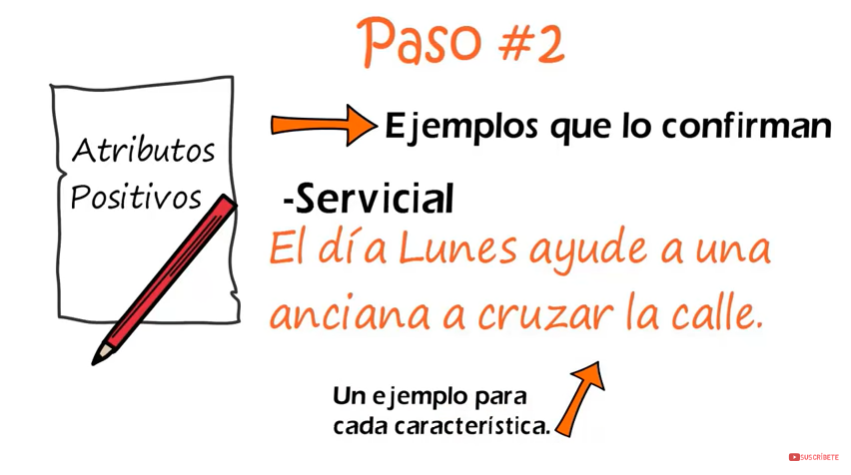 Paso #2
Atributos
Positivos
Ejemplos que lo confirman
-Servicial
El día Lunes ayude a una
anciana a cruzar la calle.
Un ejemplo para
cada característica.
SUSCRÍBETE